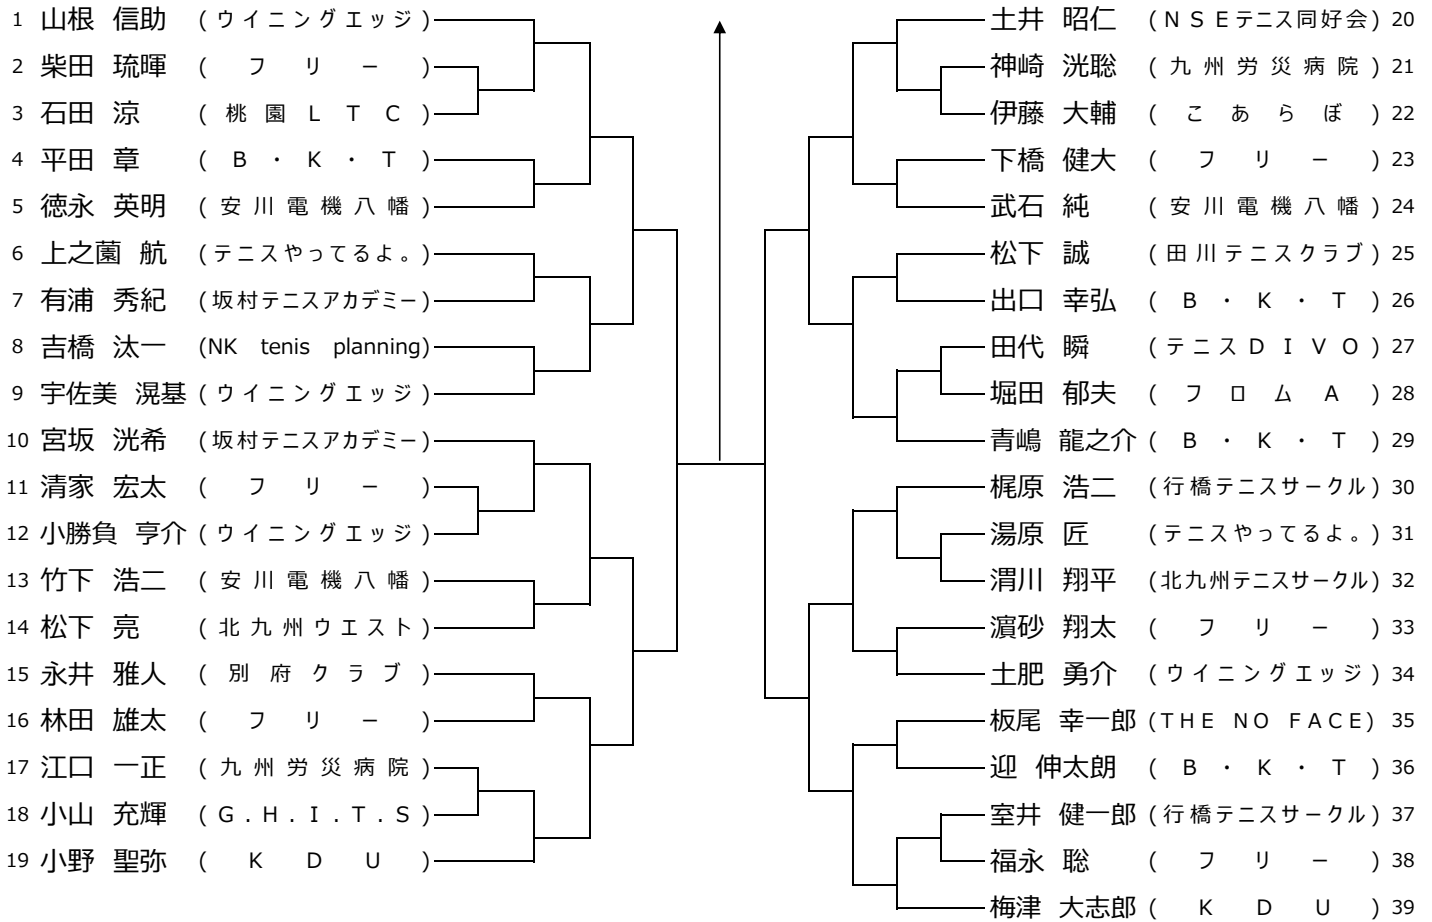 1 山根 信助 (ウイニングエッジ)
2 柴田 琉暉 (フリー)
3 石田 涼 (桃園LTC)
4 平田 章 (B・K・T)
5 徳永 英明 (安川電機八幡)
6 上之薗 航 (テニスやってるよ。)
7 有浦 秀紀 (坂村テニスアカデミー)
8 吉橋 汰一 (NK tenis planning)
9 宇佐美 滉基 (ウイニングエッジ)
10 宮坂 洸希 (坂村テニスアカデミー)
11 清家 宏太 (フリー)
12 小勝負 亨介 (ウイニングエッジ)
13 竹下 浩二 (安川電機八幡)
14 松下 亮 (北九州ウエスト)
15 永井 雅人 (別府クラブ)
16 林田 雄太 (フリー)
17 江口 一正 (九州労災病院)
18 小山 充輝 (G.H.I.T.S)
19 小野 聖弥 (KDU)
土井 昭仁 (NSEテニス同好会) 20
神崎 洸聡 (九州労災病院) 21
伊藤 大輔 (こあらぼ) 22
下橋 健大 (フリー) 23
武石 純 (安川電機八幡) 24
松下 誠 (田川テニスクラブ) 25
出口 幸弘 (B・K・T) 26
田代 瞬 (テニスDIVO) 27
堀田 郁夫 (フロムA) 28
青嶋 龍之介 (B・K・T) 29
梶原 浩二 (行橋テニスサークル) 30
湯原 匠 (テニスやってるよ。) 31
渭川 翔平 (北九州テニスサークル) 32
濵砂 翔太 (フリー) 33
土肥 勇介 (ウイニングエッジ) 34
板尾 幸一郎 (THE NO FACE) 35
迎 伸太朗 (B・K・T) 36
室井 健一郎 (行橋テニスサークル) 37
福永 聡 (フリー) 38
梅津 大志郎 (KDU) 39